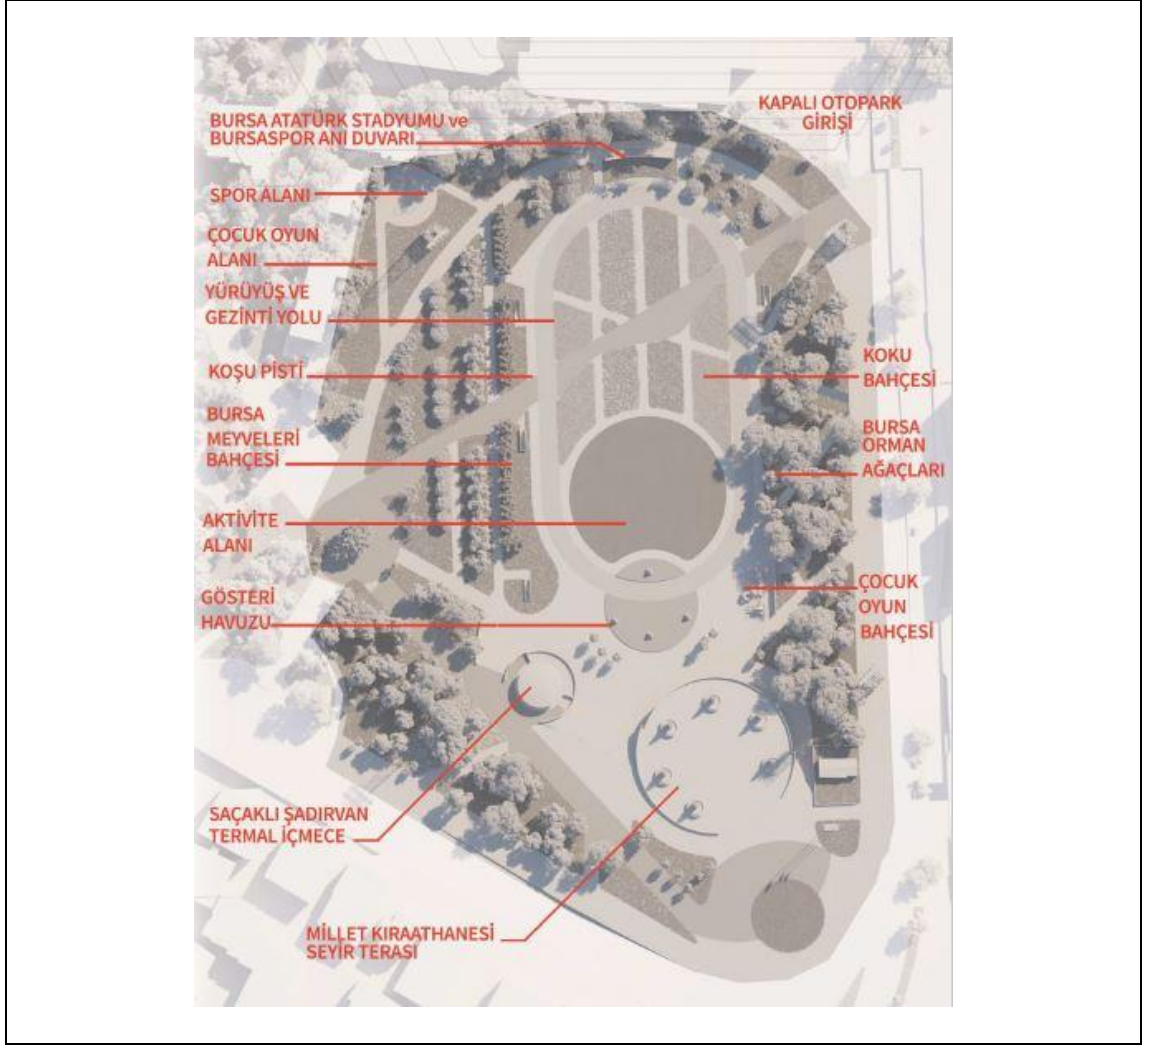 BURSA ATATÜRK STADYUMU ve
BURSASPOR ANI DUVARI
KAPALI OTOPARK
GİRİŞİ
SPOR ALANI
ÇOCUK OYUN
ALANI
YÜRÜYÜŞ VE
GEZİNTİ YOLU
KOŞU PİSTİ
BURSA
MEYVELERİ
BAHÇESİ
AKTİVİTE
ALANI
GÖSTERİ
HAVUZU
KOKU
BAHÇESİ
BURSA
ORMAN
AĞAÇLARI
ÇOCUK
OYUN
BAHÇESİ
SAÇAKLI ŞADIRVAN
TERMAL İÇMECE
MİLLET KIRAATHANESİ
SEYİR TERASI